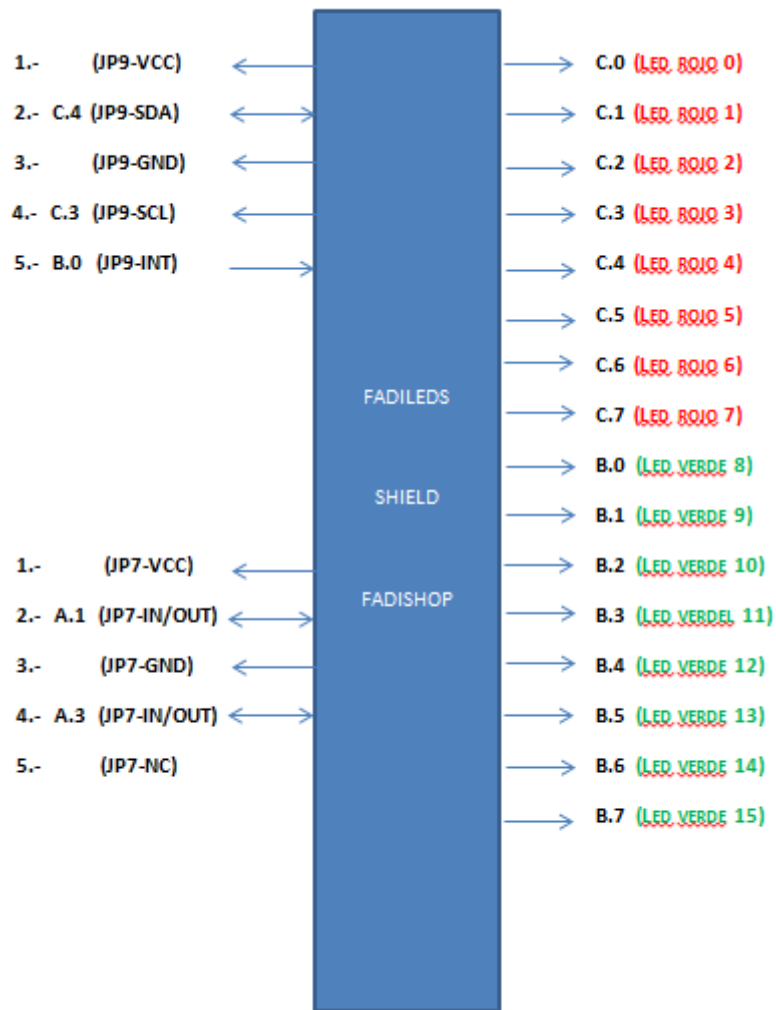 1.- (JP9-VCC)
2.- C.4 (JP9-SDA)
3.- (JP9-GND)
4.- C.3 (JP9-SCL)
5.- B.0 (JP9-INT)
1.- (JP7-VCC)
2.- A.1 (JP7-IN/OUT)
3.- (JP7-GND)
4.- A.3 (JP7-IN/OUT)
5.- (JP7-NC)
FADILEDS
SHIELD
FADISHOP
C.0 (LED ROJO 0)
C.1 (LED ROJO 1)
C.2 (LED ROJO 2)
C.3 (LED ROJO 3)
C.4 (LED ROJO 4)
C.5 (LED ROJO 5)
C.6 (LED ROJO 6)
C.7 (LED ROJO 7)
B.0 (LED VERDE 8)
B.1 (LED VERDE 9)
B.2 (LED VERDE 10)
B.3 (LED VERDEL 11)
B.4 (LED VERDE 12)
B.5 (LED VERDE 13)
B.6 (LED VERDE 14)
B.7 (LED VERDE 15)